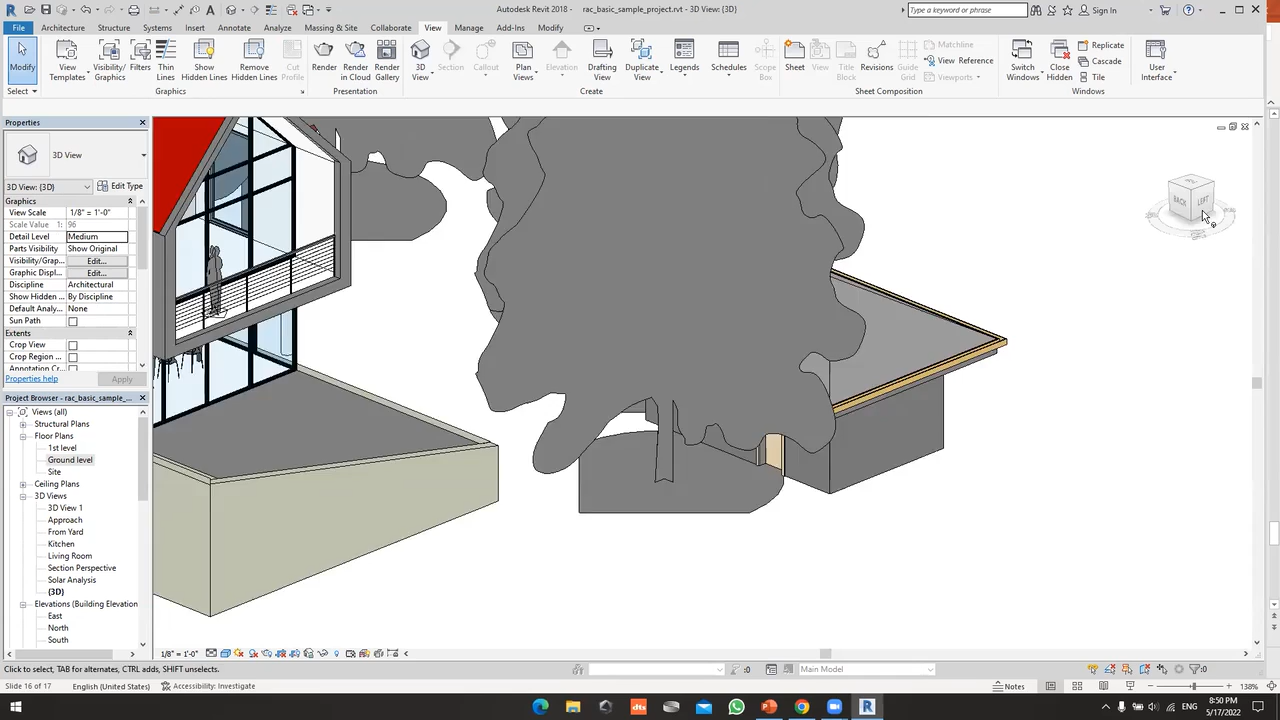 Autodesk Revit 2018 - rac_basic_sample_project.rvt - 3D View: {3D}
Type a keyword or phrase
Sign In
File Architecture Structure Systems Insert Annotate Analyze Massing & Site Collaborate View Manage Add-Ins Modify
Modify
View Templates
Visibility/ Graphics
Filters
Thin Lines
Show Hidden Lines
Remove Hidden Lines
Cut Profile
Render
Render in Cloud
Render Gallery
3D View
Section
Callout
Plan Views
Elevation
Drafting View
Duplicate View
Legends
Schedules
Scope Box
Sheet
View
Title Block
Revisions
Guide Grid
Matchline
View Reference
Viewports
Switch Windows
Close Hidden
Replicate
Cascade
Tile
User Interface
Select Graphics Presentation Create Sheet Composition Windows
Properties
3D View
3D View: {3D} Edit Type
Graphics
View Scale 1/8" = 1'-0"
Scale Value 1: 96
Detail Level Medium
Parts Visibility Show Original
Visibility/Grap... Edit...
Graphic Displ... Edit...
Discipline Architectural
Show Hidden ... By Discipline
Default Analy... None
Sun Path
Extents
Crop View
Crop Region ...
Annotation Cr
Properties help Apply
Project Browser - rac_basic_sample_...
Views (all)
Structural Plans
Floor Plans
1st level
Ground level
Site
Ceiling Plans
3D Views
3D View 1
Approach
From Yard
Kitchen
Living Room
Section Perspective
Solar Analysis
{3D}
Elevations (Building Elevation
East
North
South
BACK LEFT
1/8" = 1'-0"
Click to select, TAB for alternates, CTRL adds, SHIFT unselects.
:0 Main Model :0
Slide 16 of 17 English (United States) Accessibility: Investigate Notes 138%
dts
ENG 8:50 PM
5/17/2022